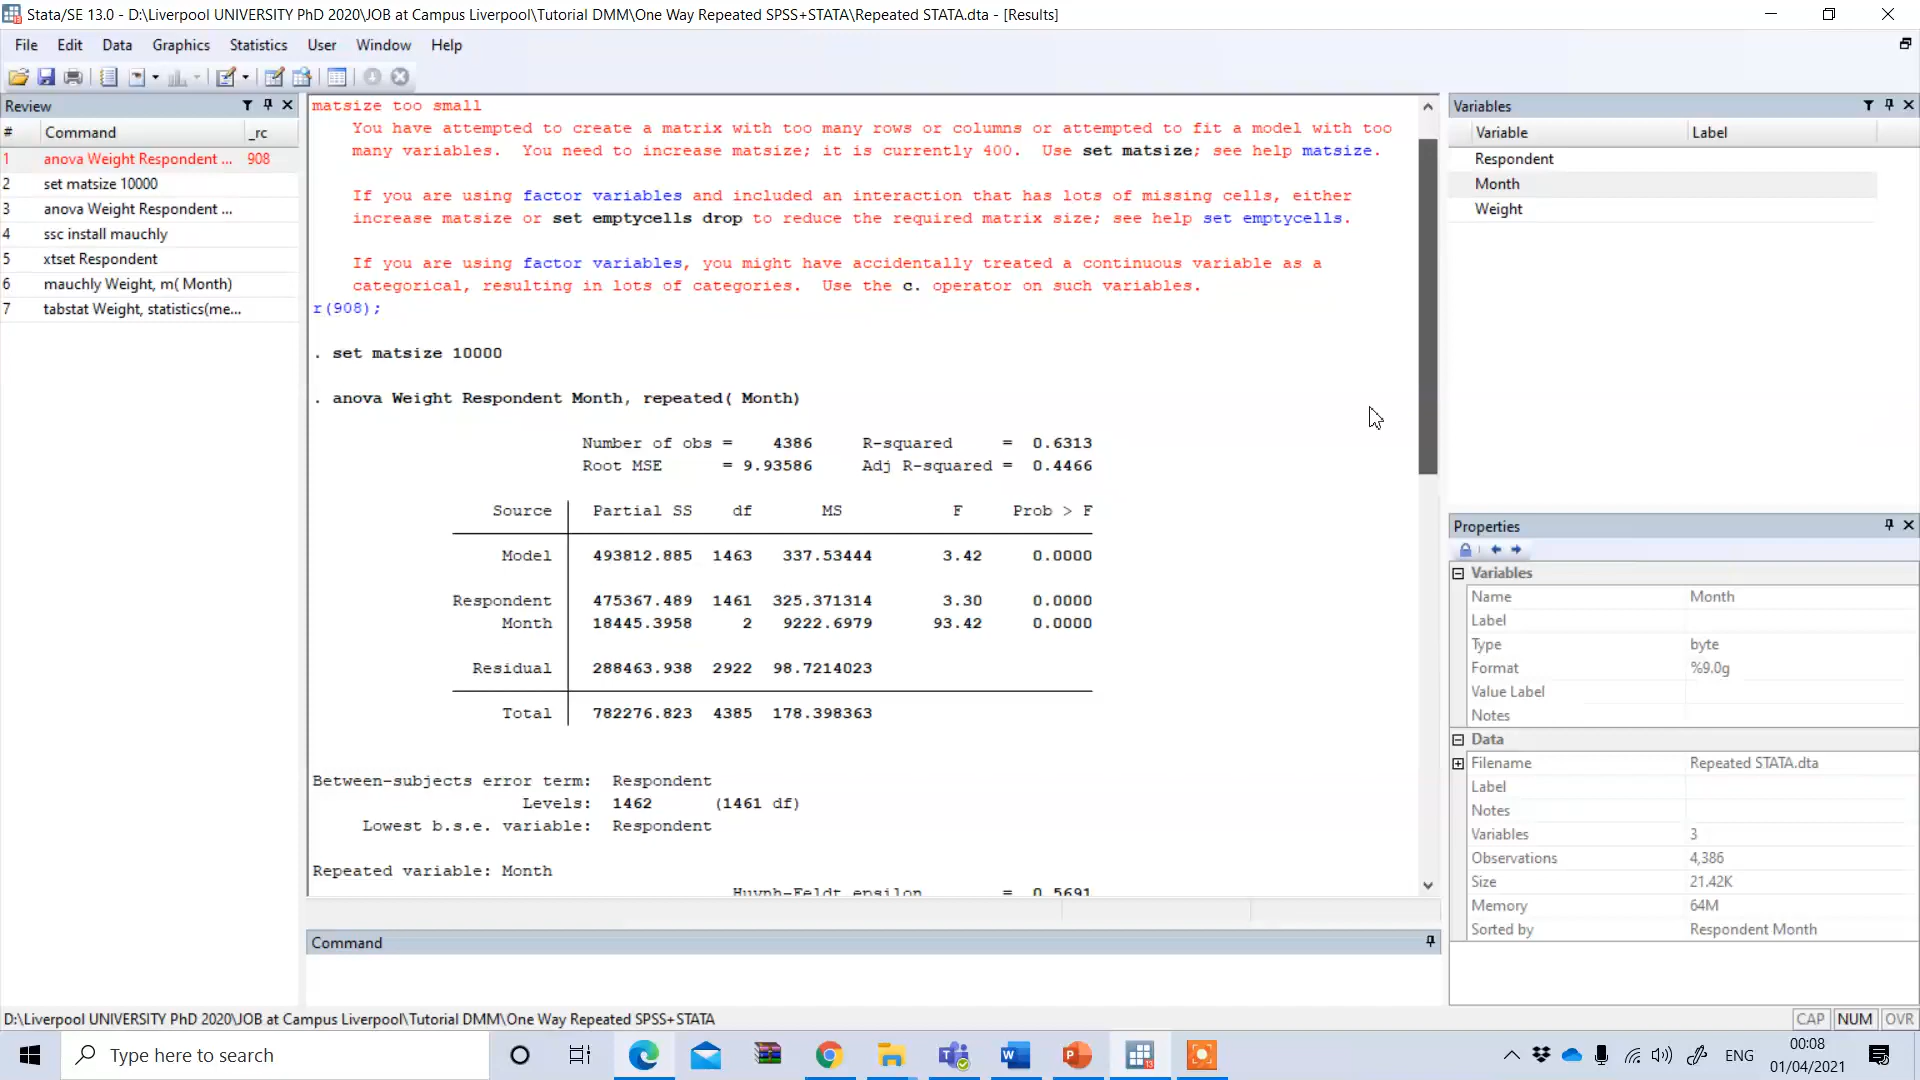 Stata/SE 13.0 - D:\Liverpool UNIVERSITY PhD 2020\JOB at Campus Liverpool\Tutorial DMM\One Way Repeated SPSS+STATA\Repeated STATA.dta - [Results]
File Edit Data Graphics Statistics User Window Help
Review
# Command _rc
1 anova Weight Respondent ... 908
2 set matsize 10000
3 anova Weight Respondent ...
4 ssc install mauchly
5 xtset Respondent
6 mauchly Weight, m( Month)
7 tabstat Weight, statistics(me...
matsize too small
You have attempted to create a matrix with too many rows or columns or attempted to fit a model with too
many variables. You need to increase matsize; it is currently 400. Use set matsize; see help matsize.
If you are using factor variables and included an interaction that has lots of missing cells, either
increase matsize or set emptycells drop to reduce the required matrix size; see help set emptycells.
If you are using factor variables, you might have accidentally treated a continuous variable as a
categorical, resulting in lots of categories. Use the c. operator on such variables.
r(908);
. set matsize 10000
. anova Weight Respondent Month, repeated( Month)
Number of obs = 4386 R-squared = 0.6313
Root MSE = 9.93586 Adj R-squared = 0.4466
Source Partial SS df MS F Prob > F
Model 493812.885 1463 337.53444 3.42 0.0000
Respondent 475367.489 1461 325.371314 3.30 0.0000
Month 18445.3958 2 9222.6979 93.42 0.0000
Residual 288463.938 2922 98.7214023
Total 782276.823 4385 178.398363
Between-subjects error term: Respondent
Levels: 1462 (1461 df)
Lowest b.s.e. variable: Respondent
Repeated variable: Month
Huynh-Feldt epsilon = 0.5691
Command
Variables
Variable Label
Respondent
Month
Weight
Properties
Variables
Name Month
Label
Type byte
Format %9.0g
Value Label
Notes
Data
Filename Repeated STATA.dta
Label
Notes
Variables 3
Observations 4,386
Size 21.42K
Memory 64M
Sorted by Respondent Month
D:\Liverpool UNIVERSITY PhD 2020\JOB at Campus Liverpool\Tutorial DMM\One Way Repeated SPSS+STATA
CAP NUM OVR
Type here to search
ENG
00:08
01/04/2021